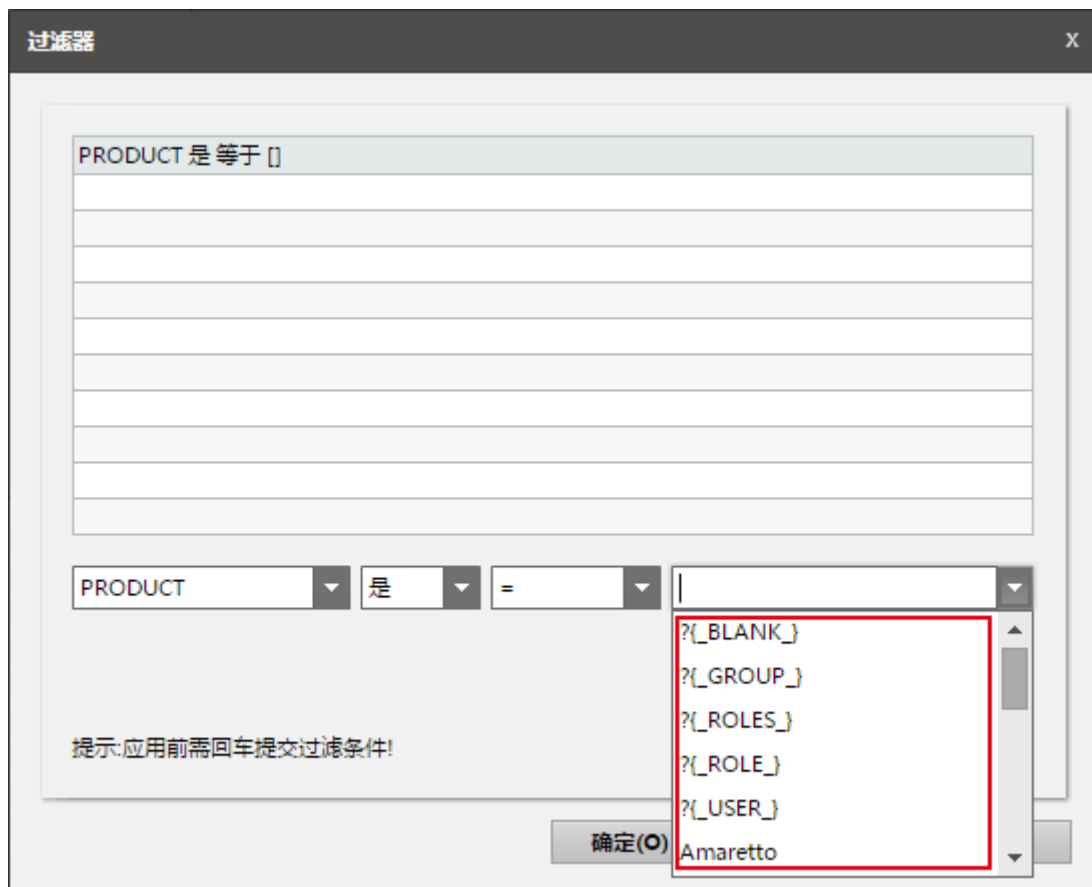 过滤器 x
PRODUCT 是 等于 []
PRODUCT 是 =
?{_BLANK_}
?{_GROUP_}
?{_ROLES_}
?{_ROLE_}
?{_USER_}
Amaretto
提示:应用前需回车提交过滤条件!
确定(O)